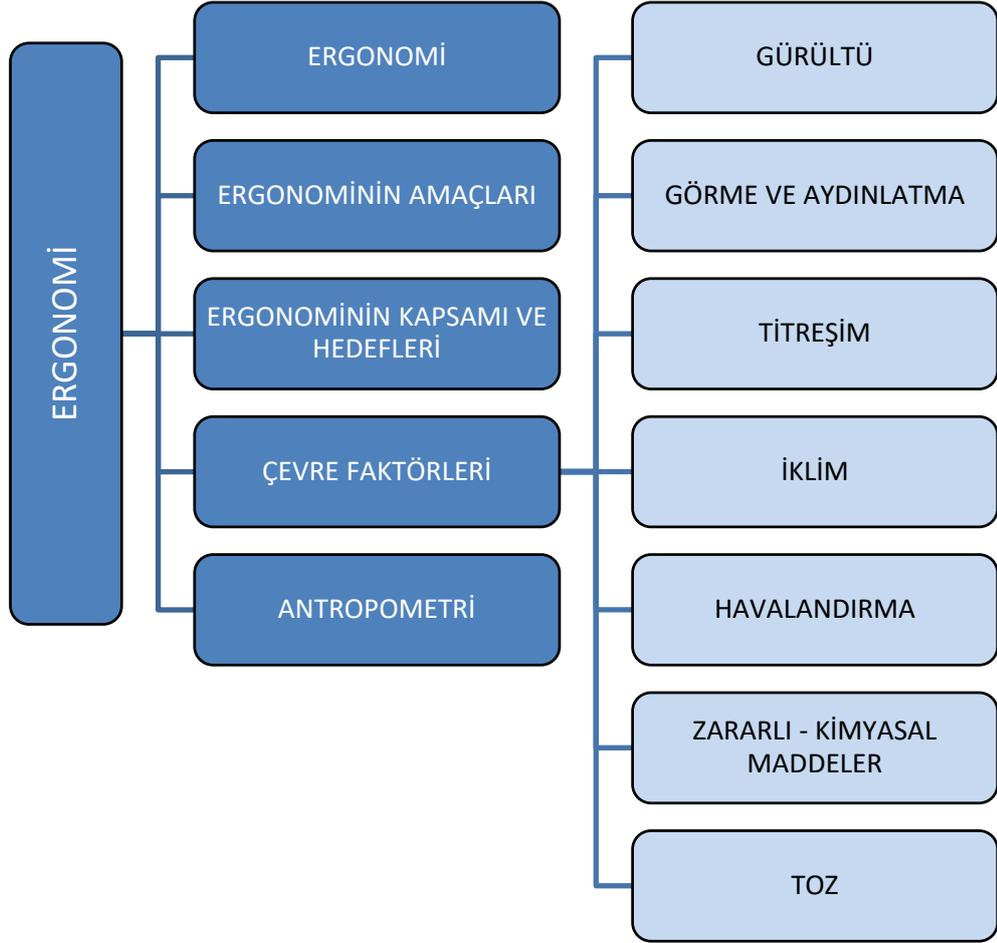 ERGONOMİ
ERGONOMİ
ERGONOMİNİN AMAÇLARI
ERGONOMİNİN KAPSAMI VE
HEDEFLERİ
ÇEVRE FAKTÖRLERİ
ANTROPOMETRİ
GÜRÜLTÜ
GÖRME VE AYDINLATMA
TİTREŞİM
İKLİM
HAVALANDIRMA
ZARARLI - KİMYASAL
MADDELER
TOZ